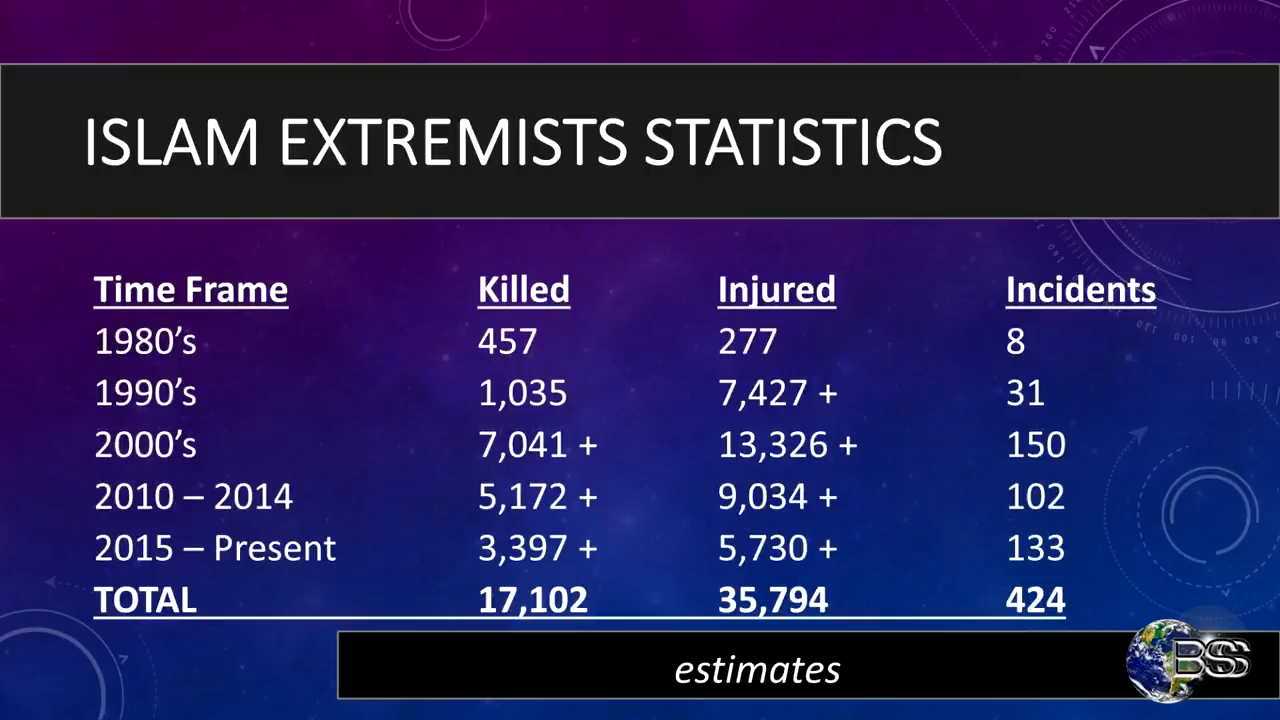 ISLAM EXTREMISTS STATISTICS
Time Frame Killed Injured Incidents
1980’s 457 277 8
1990’s 1,035 7,427 + 31
2000’s 7,041 + 13,326 + 150
2010 – 2014 5,172 + 9,034 + 102
2015 – Present 3,397 + 5,730 + 133
TOTAL 17,102 35,794 424
estimates
BSS